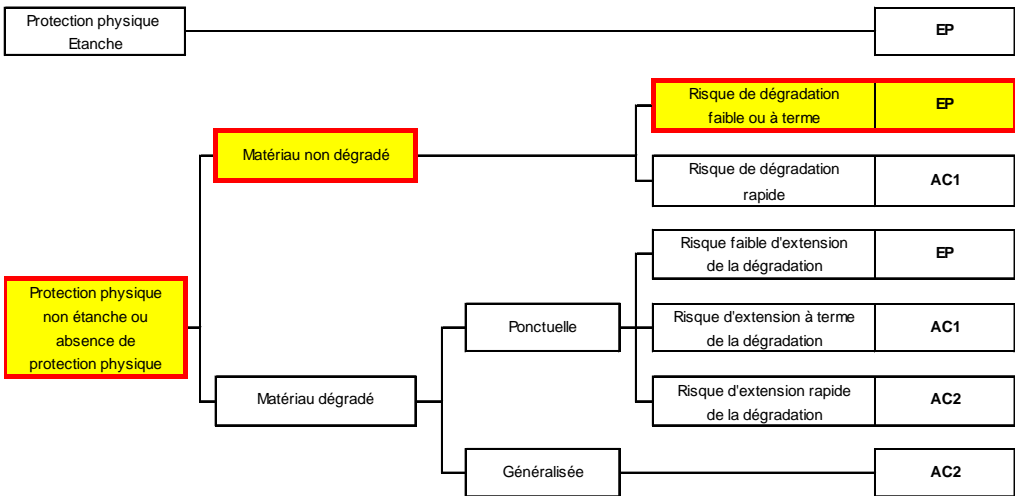 Protection physique
Etanche
EP
Risque de dégradation
faible ou à terme
EP
Matériau non dégradé
Risque de dégradation
rapide
AC1
Risque faible d'extension
de la dégradation
EP
Protection physique
non étanche ou
absence de
protection physique
Ponctuelle
Risque d'extension à terme
de la dégradation
AC1
Matériau dégradé
Risque d'extension rapide
de la dégradation
AC2
Généralisée
AC2